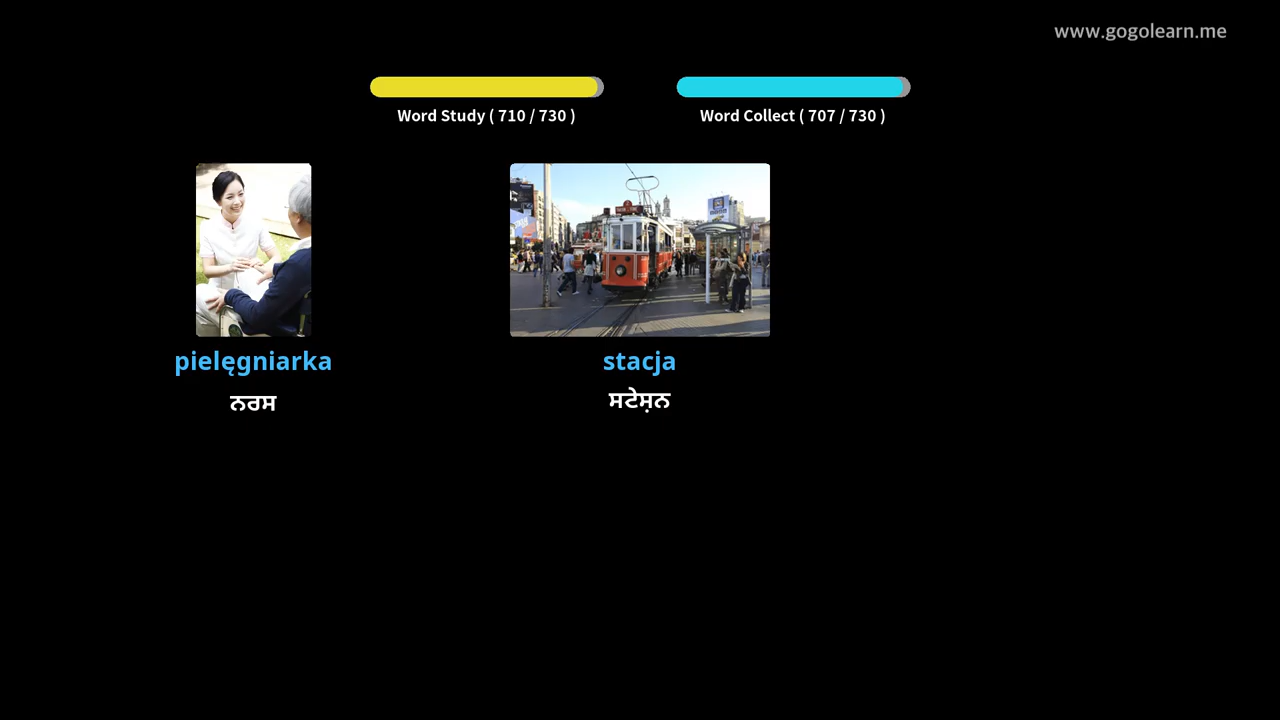 www.gogolearn.me
Word Study ( 710 / 730 )
Word Collect ( 707 / 730 )
pielęgniarka
stacja
ਨਰਸ
ਸਟੇਸ਼ਨ